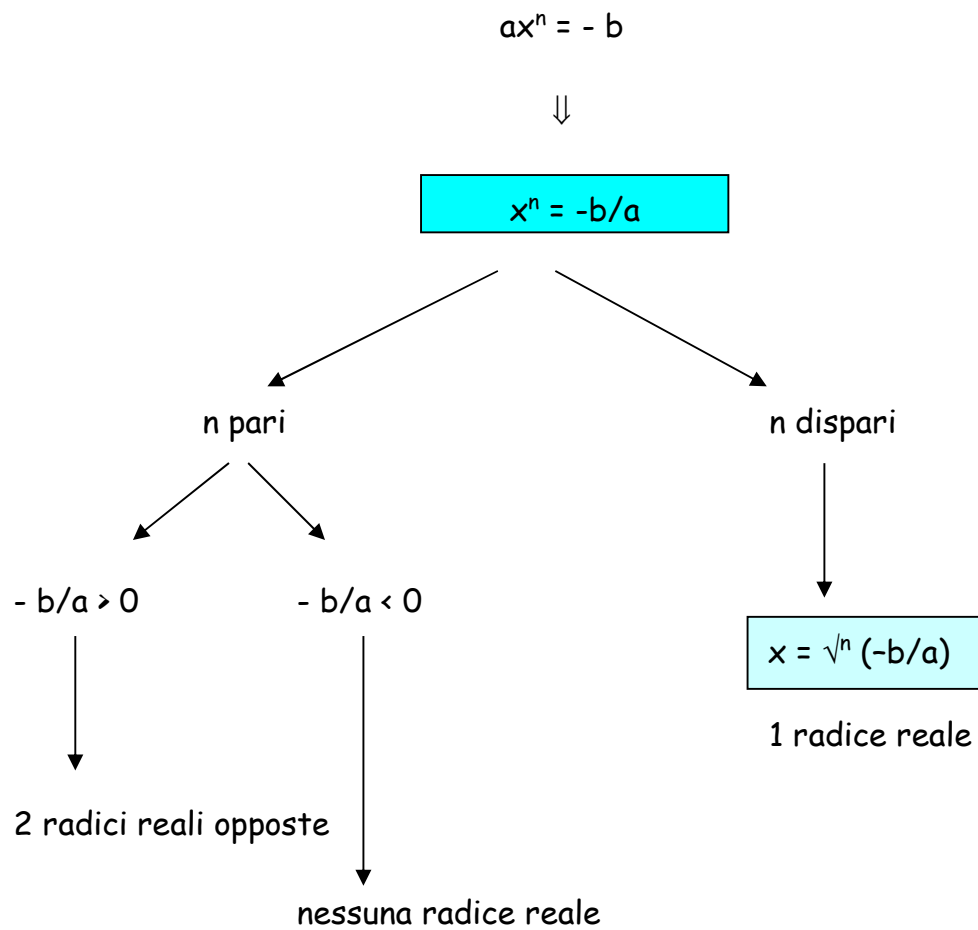 axⁿ = - b
⇓
xⁿ = -b/a
n pari
n dispari
- b/a > 0
- b/a < 0
x = √ⁿ (–b/a)
1 radice reale
2 radici reali opposte
nessuna radice reale